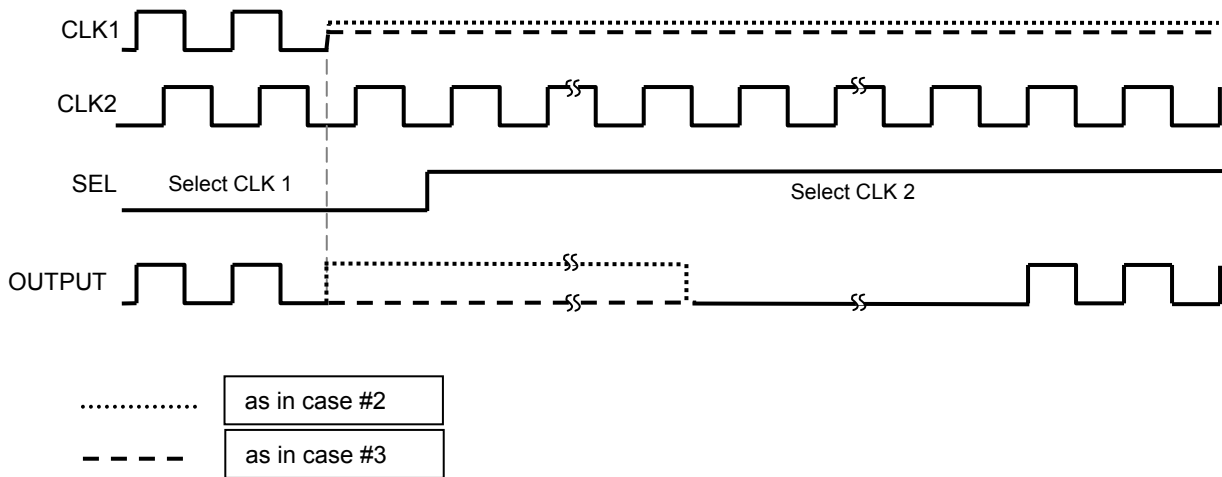 CLK1
CLK2
SEL
Select CLK 1
Select CLK 2
OUTPUT
as in case #2
as in case #3